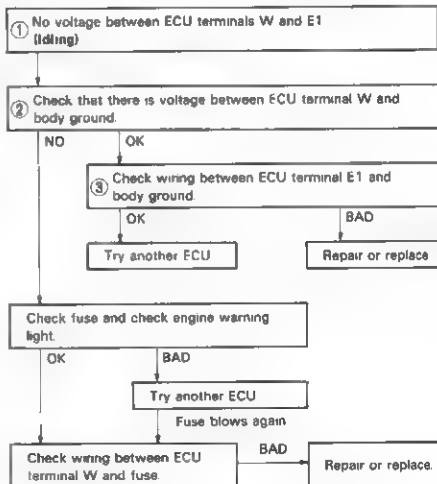 ① No voltage between ECU terminals W and E1
(Idling)
② Check that there is voltage between ECU terminal W and
body ground.
NO
OK
③ Check wiring between ECU terminal E1 and
body ground.
OK
BAD
Try another ECU
Repair or replace
Check fuse and check engine warning
light.
OK
BAD
Try another ECU
Fuse blows again
Check wiring between ECU
terminal W and fuse.
BAD
Repair or replace.